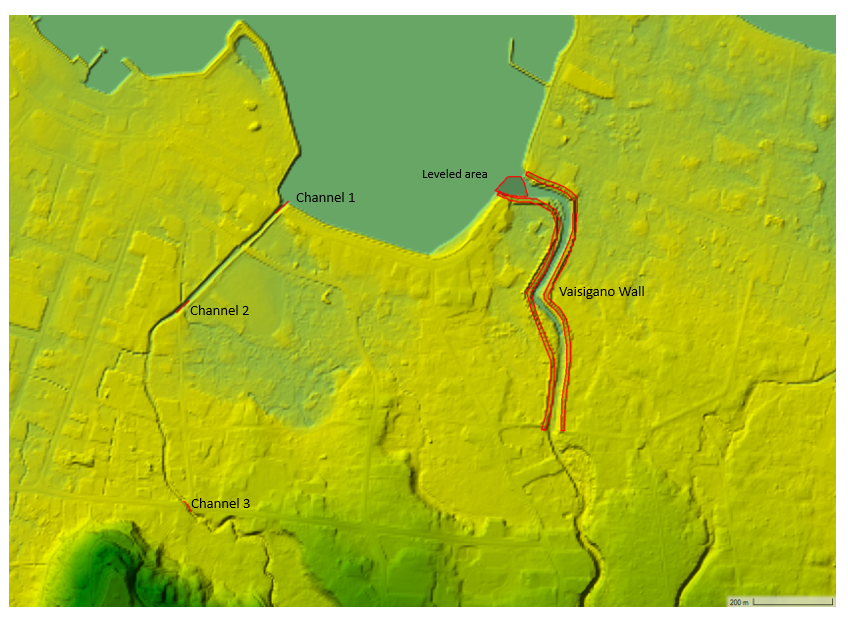 Leveled area
Channel 1
Vaisigano Wall
Channel 2
Channel 3
200 m